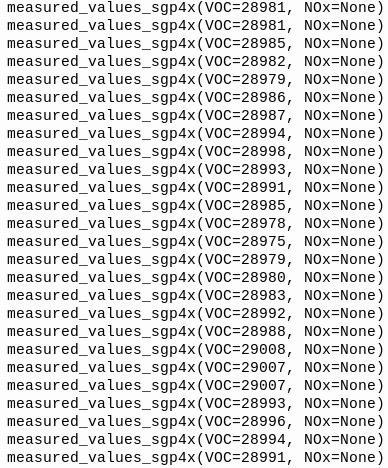 measured_values_sgp4x(VOC=28981, NOx=None)
measured_values_sgp4x(VOC=28981, NOx=None)
measured_values_sgp4x(VOC=28985, NOx=None)
measured_values_sgp4x(VOC=28982, NOx=None)
measured_values_sgp4x(VOC=28979, NOx=None)
measured_values_sgp4x(VOC=28986, NOx=None)
measured_values_sgp4x(VOC=28987, NOx=None)
measured_values_sgp4x(VOC=28994, NOx=None)
measured_values_sgp4x(VOC=28998, NOx=None)
measured_values_sgp4x(VOC=28993, NOx=None)
measured_values_sgp4x(VOC=28991, NOx=None)
measured_values_sgp4x(VOC=28985, NOx=None)
measured_values_sgp4x(VOC=28978, NOx=None)
measured_values_sgp4x(VOC=28975, NOx=None)
measured_values_sgp4x(VOC=28979, NOx=None)
measured_values_sgp4x(VOC=28980, NOx=None)
measured_values_sgp4x(VOC=28983, NOx=None)
measured_values_sgp4x(VOC=28992, NOx=None)
measured_values_sgp4x(VOC=28988, NOx=None)
measured_values_sgp4x(VOC=29008, NOx=None)
measured_values_sgp4x(VOC=29007, NOx=None)
measured_values_sgp4x(VOC=29007, NOx=None)
measured_values_sgp4x(VOC=28993, NOx=None)
measured_values_sgp4x(VOC=28996, NOx=None)
measured_values_sgp4x(VOC=28994, NOx=None)
measured_values_sgp4x(VOC=28991, NOx=None)